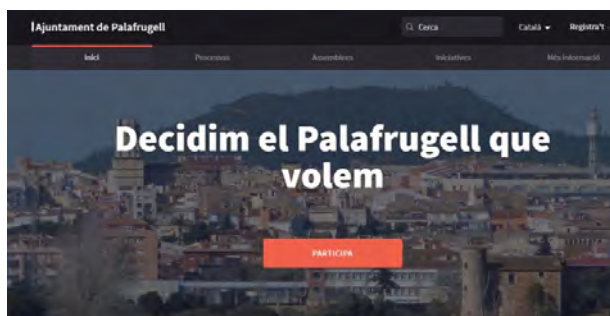 Ajuntament de Palafrugell
Cerca
Català
Registra't
Inici
Processos
Assemblees
Iniciatives
Més informació
Decidim el Palafrugell que
volem
PARTICIPA